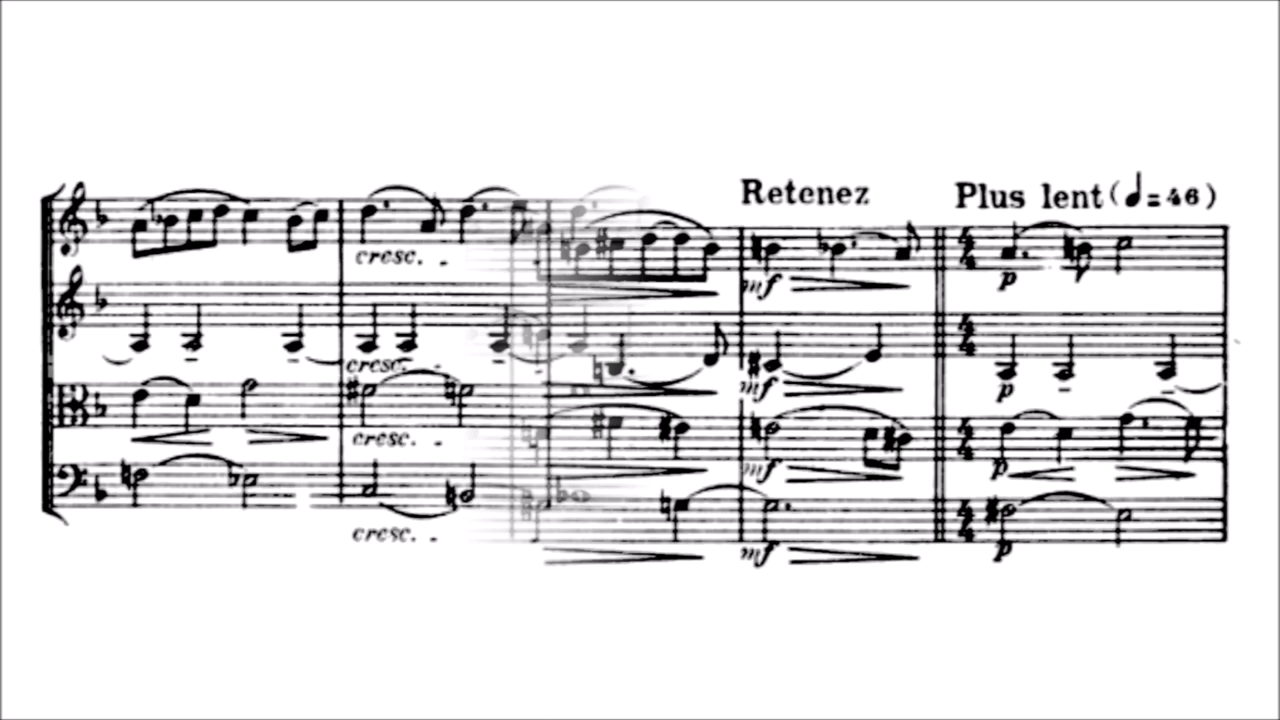 Retenez
Plus lent (𝅗𝅥 = 46)
cresc.
mf
p
cresc.
mf
p
cresc.
mf
p
cresc.
mf
p